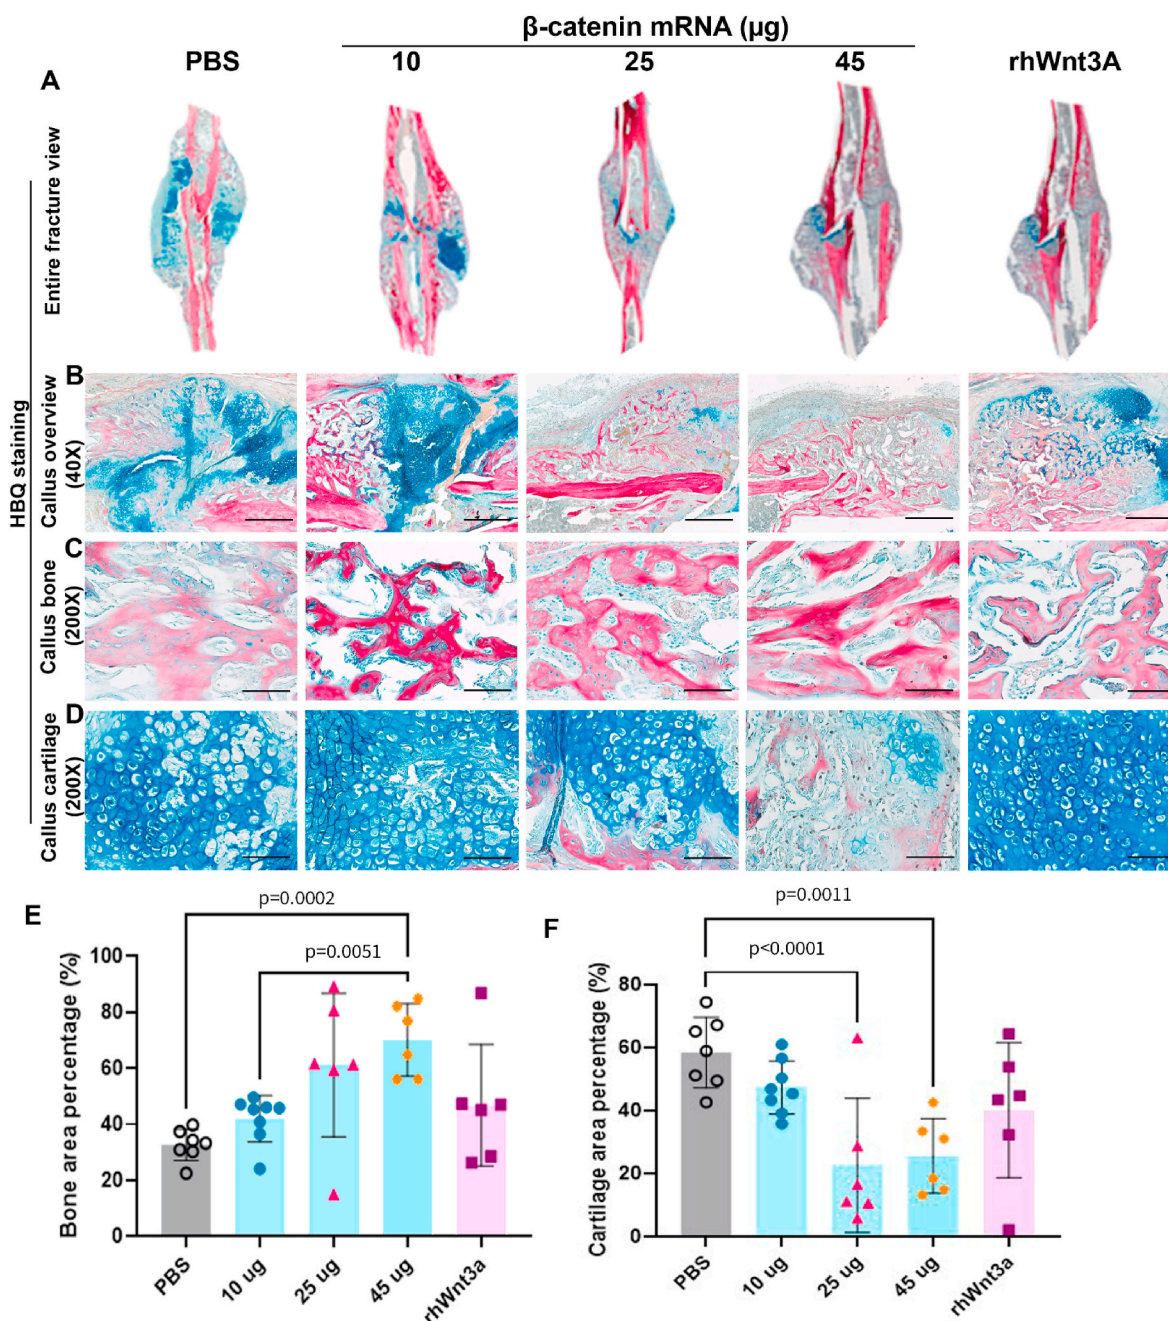 β-catenin mRNA (μg)
PBS 10 25 45 rhWnt3A
A
Entire fracture view
HBQ staining
B
Callus overview
(40X)
C
Callus bone
(200X)
D
Callus cartilage
(200X)
E
p=0.0002
p=0.0051
Bone area percentage (%)
100
80
60
40
20
0
PBS 10 ug 25 ug 45 ug rhWnt3a
F
p=0.0011
p<0.0001
Cartilage area percentage (%)
80
60
40
20
0
PBS 10 ug 25 ug 45 ug rhWnt3a